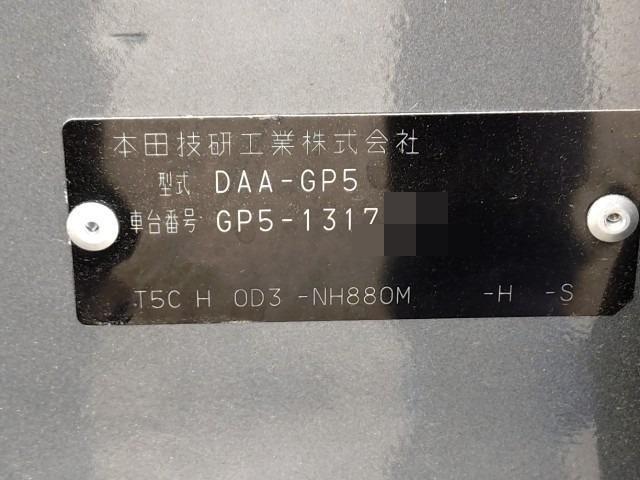 本田技研工業株式会社
型式 DAA-GP5
車台番号 GP5-1317
T5C H 0D3 -NH880M -H -S